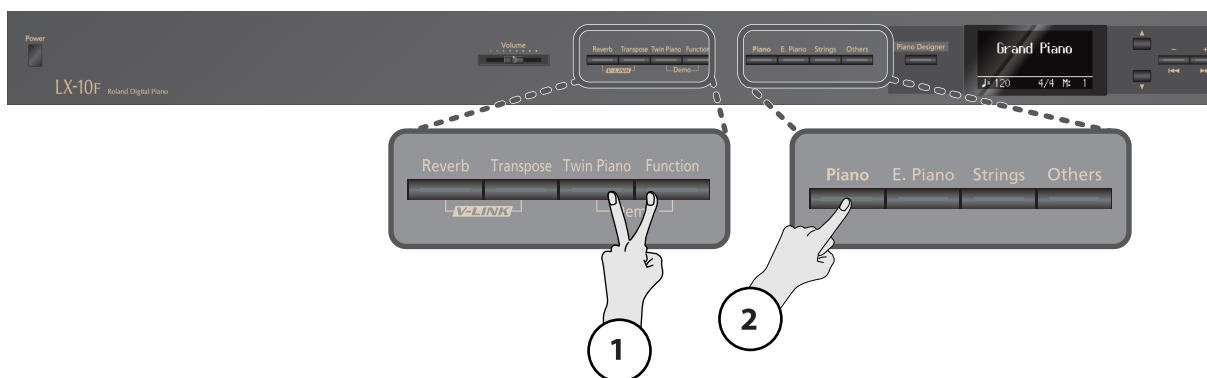 Power
LX-10F Roland Digital Piano
Volume
Reverb Transpose Twin Piano Function
V-LINK Demo
Piano E. Piano Strings Others
Piano Designer
Grand Piano
♩= 120 4/4 M: 1
− +
Reverb Transpose Twin Piano Function
V-LINK
Piano E. Piano Strings Others
1
2